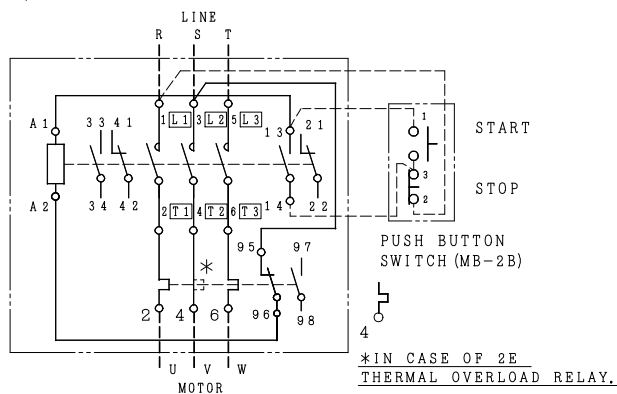 LINE
R S T
A1
33 41
1 L1 3 L2 5 L3
13 21
1
START
A2
34 42
3
STOP
2
2 T1 4 T2 6 T3
14 22
95 97
PUSH BUTTON
SWITCH (MB-2B)
*
2 4 6
96 98
4
U V W
MOTOR
*IN CASE OF 2E
THERMAL OVERLOAD RELAY.